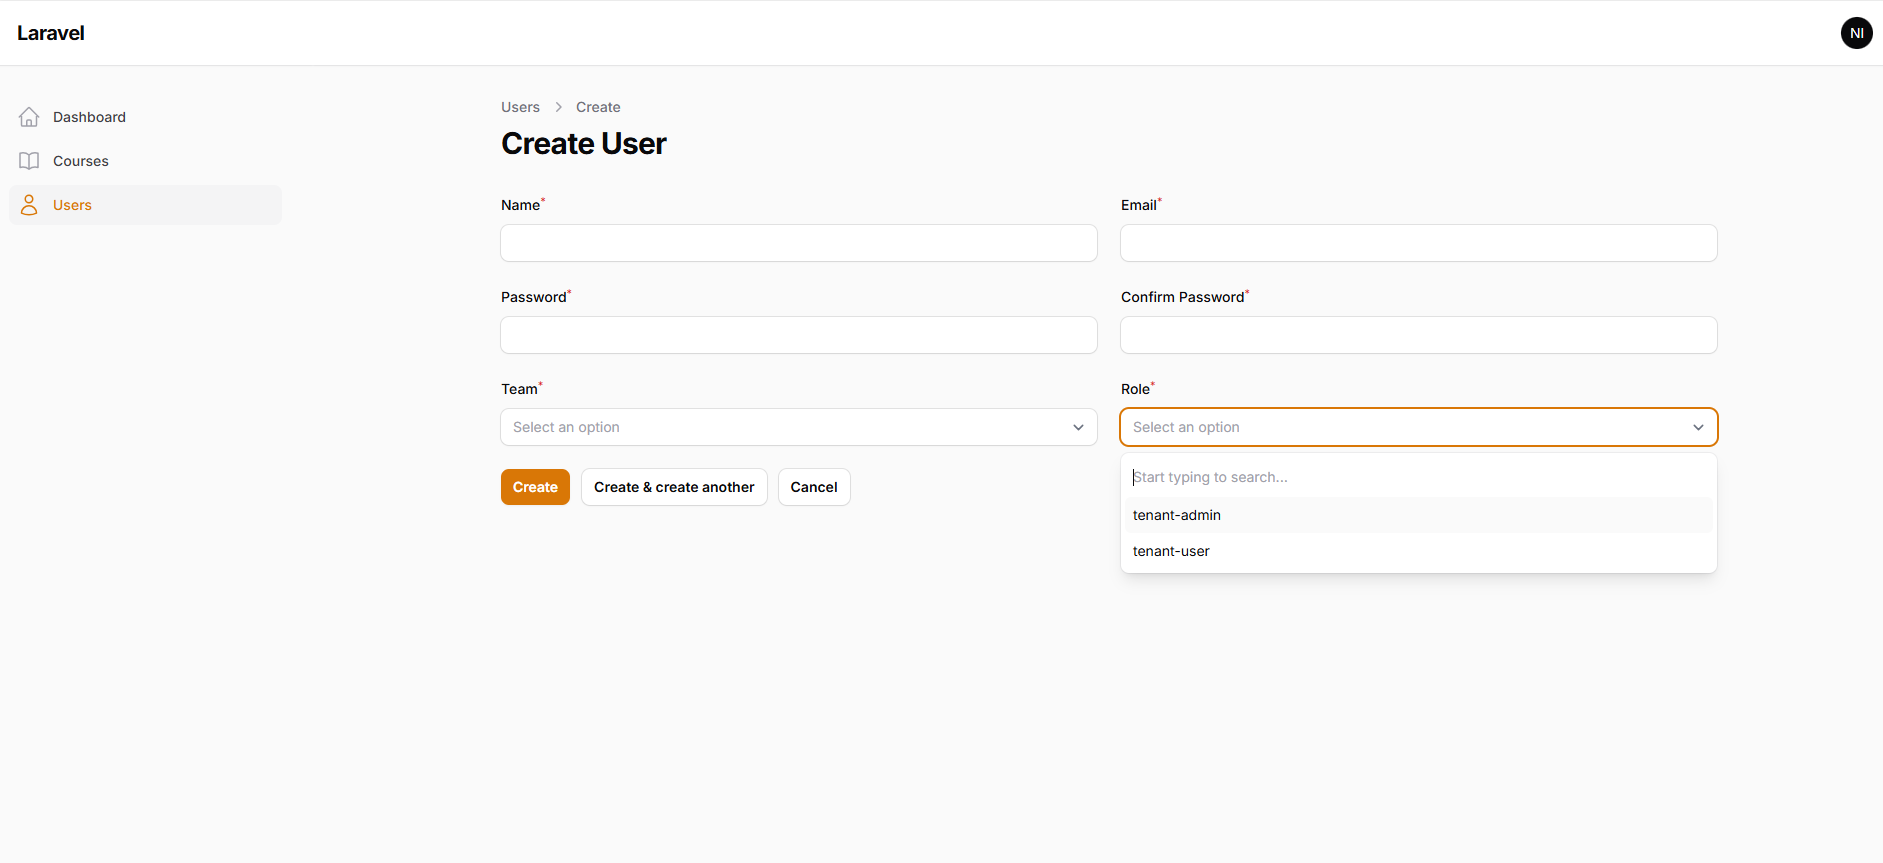 Laravel
NI
Dashboard
Courses
Users
Users > Create
Create User
Name*
Email*
Password*
Confirm Password*
Team*
Role*
Select an option
Select an option
Start typing to search...
tenant-admin
tenant-user
Create
Create & create another
Cancel